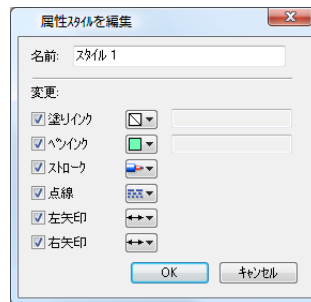 属性ｽﾀｲﾙを編集
名前: ｽﾀｲﾙ 1
変更:
塗りｲﾝｸ
ﾍﾟﾝｲﾝｸ
ｽﾄﾛｰｸ
点線
左矢印
右矢印
OK ｷｬﾝｾﾙ